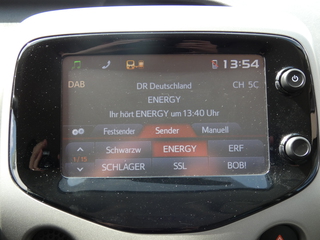 13:54
DAB DR Deutschland CH 5C
ENERGY
Ihr hört ENERGY um 13:40 Uhr
Festsender Sender Manuell
Schwarzw ENERGY ERF
SCHLAGER SSL BOB!